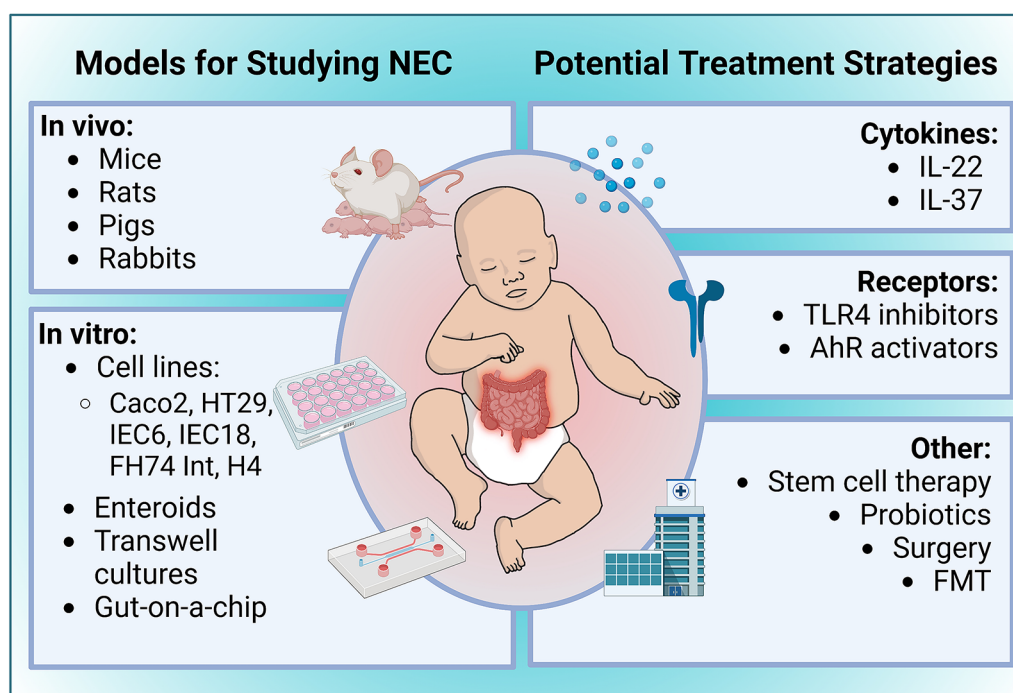 Models for Studying NEC
In vivo:
• Mice
• Rats
• Pigs
• Rabbits
In vitro:
• Cell lines:
○ Caco2, HT29,
IEC6, IEC18,
FH74 Int, H4
• Enteroids
• Transwell
cultures
• Gut-on-a-chip
Potential Treatment Strategies
Cytokines:
• IL-22
• IL-37
Receptors:
• TLR4 inhibitors
• AhR activators
Other:
• Stem cell therapy
• Probiotics
• Surgery
• FMT